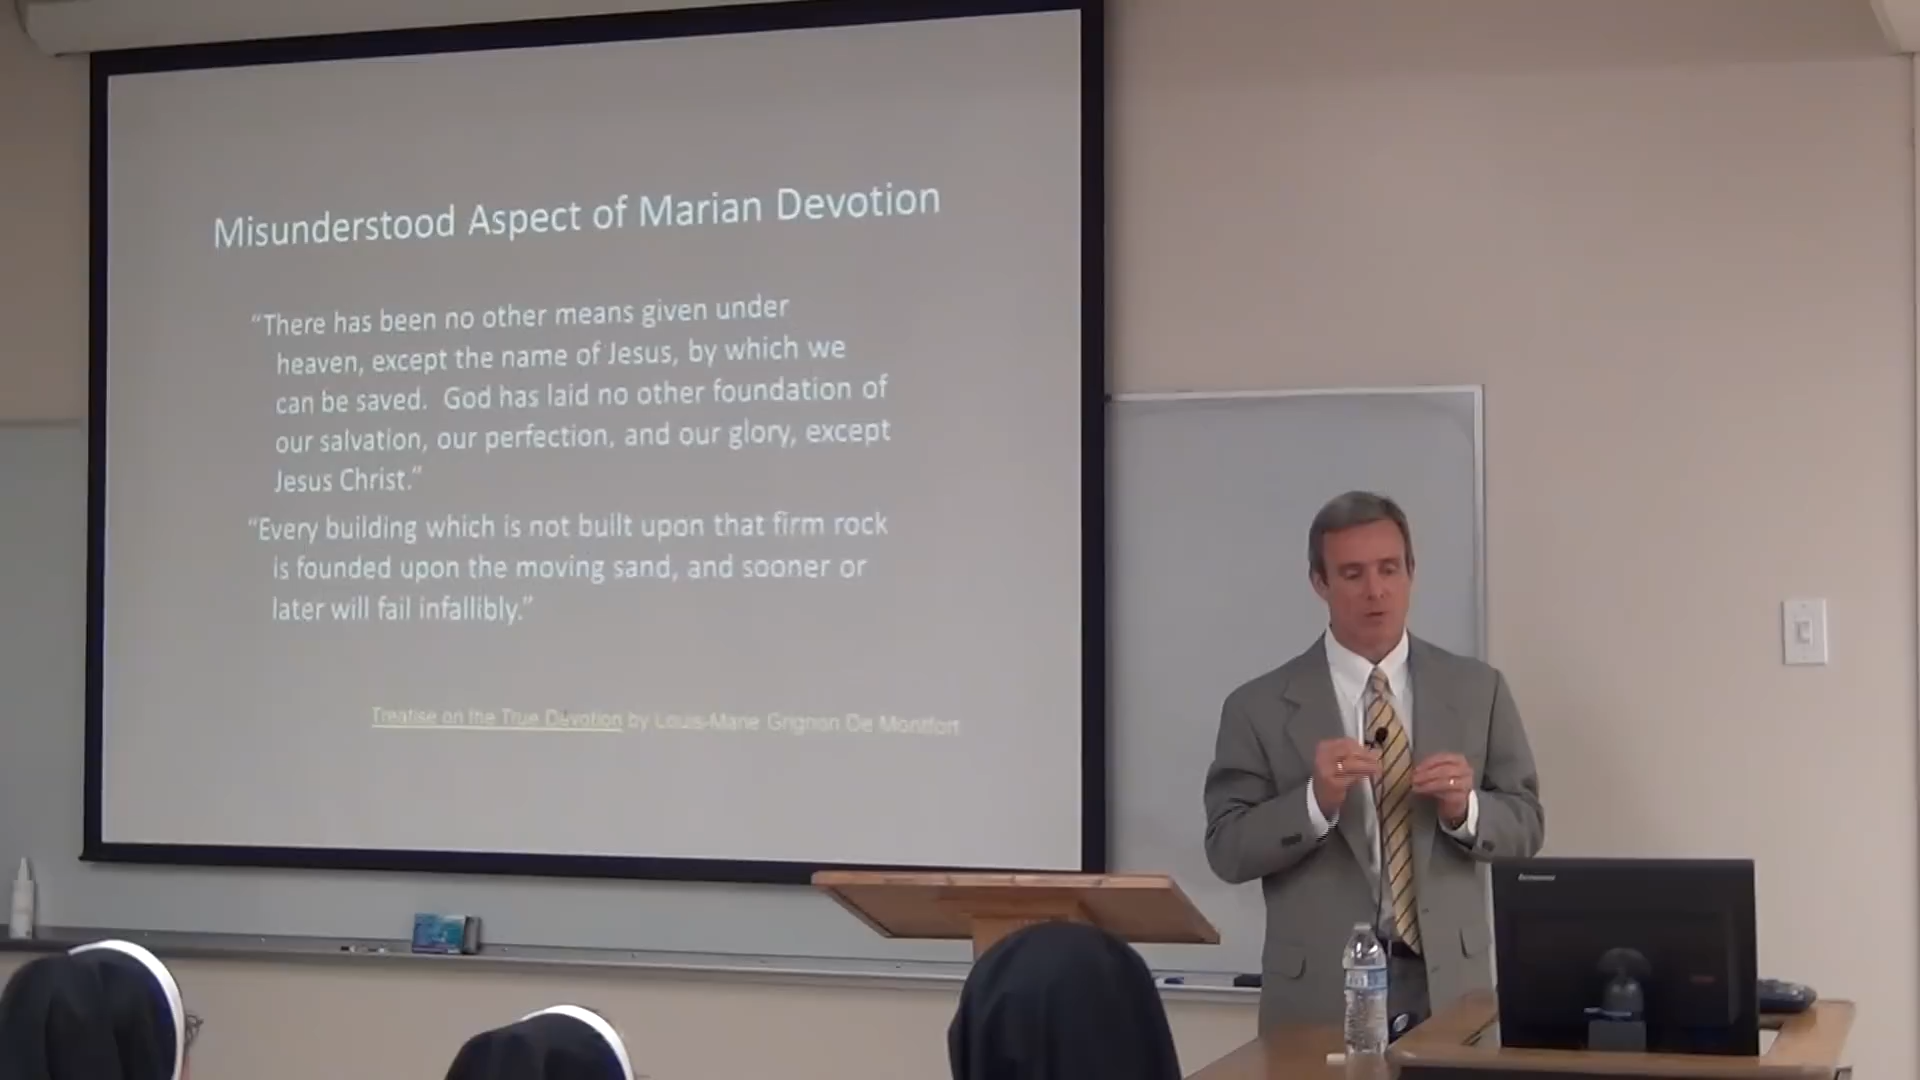 Misunderstood Aspect of Marian Devotion
“There has been no other means given under
heaven, except the name of Jesus, by which we
can be saved. God has laid no other foundation of
our salvation, our perfection, and our glory, except
Jesus Christ.”
“Every building which is not built upon that firm rock
is founded upon the moving sand, and sooner or
later will fail infallibly.”
Treatise on the True Devotion by Louis-Marie Grignon De Montfort
lenovo